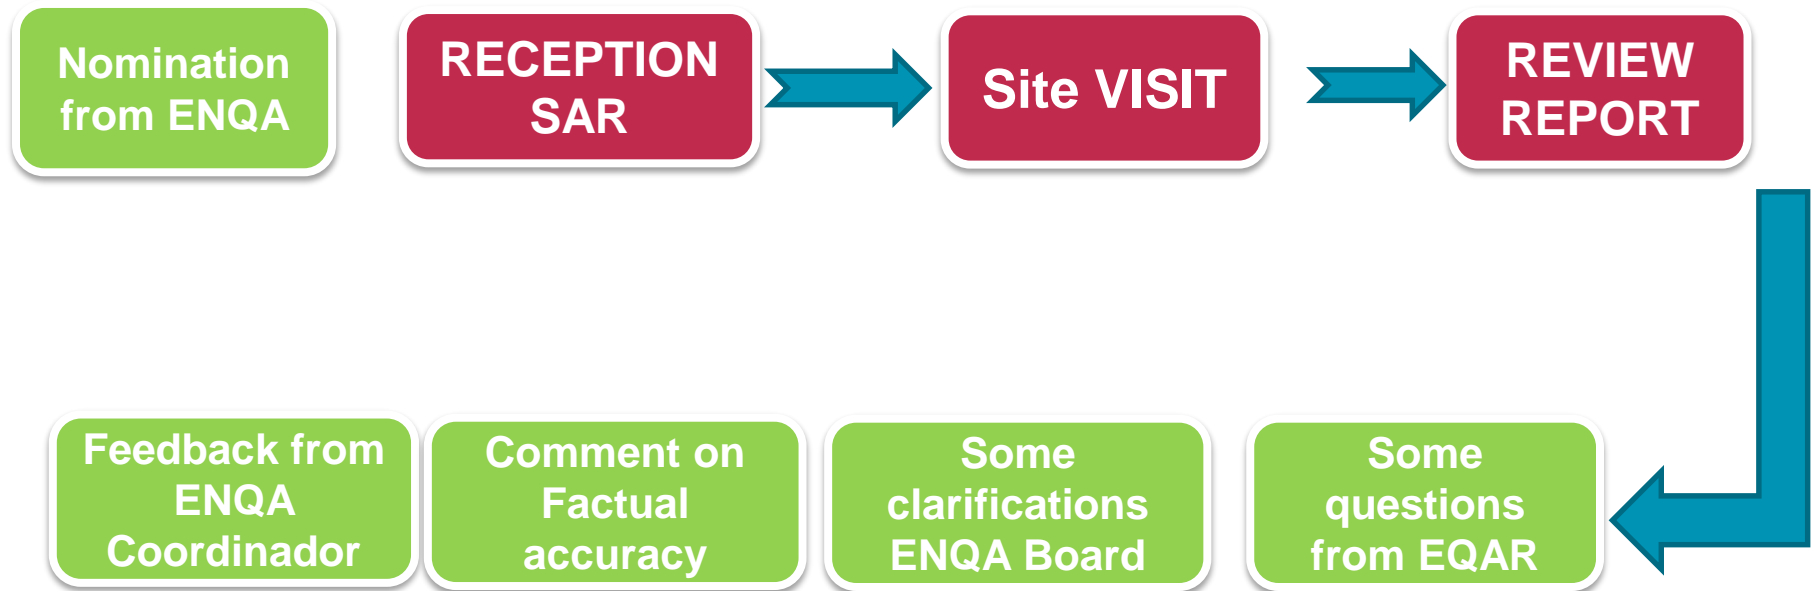 Nomination
from ENQA
RECEPTION
SAR
Site VISIT
REVIEW
REPORT
Feedback from
ENQA
Coordinador
Comment on
Factual
accuracy
Some
clarifications
ENQA Board
Some
questions
from EQAR